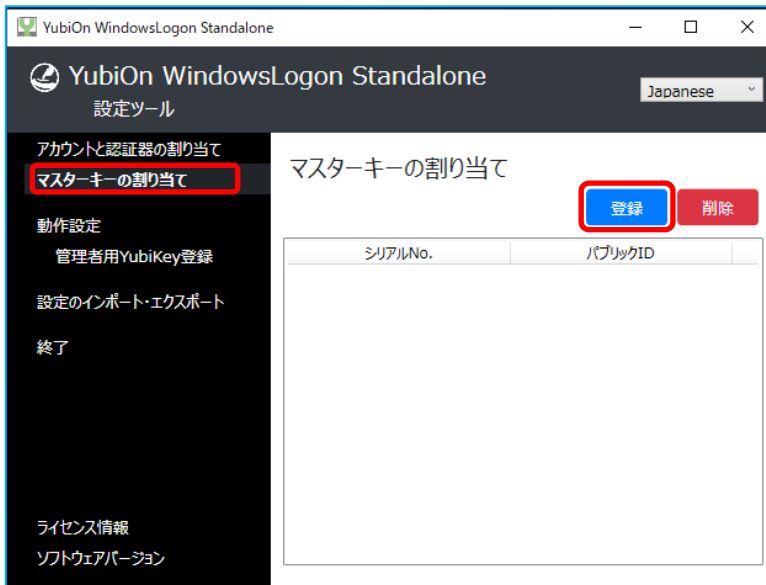 YubiOn WindowsLogon Standalone
YubiOn WindowsLogon Standalone
設定ツール
Japanese
アカウントと認証器の割り当て
マスターキーの割り当て
動作設定
管理者用YubiKey登録
設定のインポート・エクスポート
終了
ライセンス情報
ソフトウェアバージョン
マスターキーの割り当て
登録 削除
シリアルNo. パブリックID